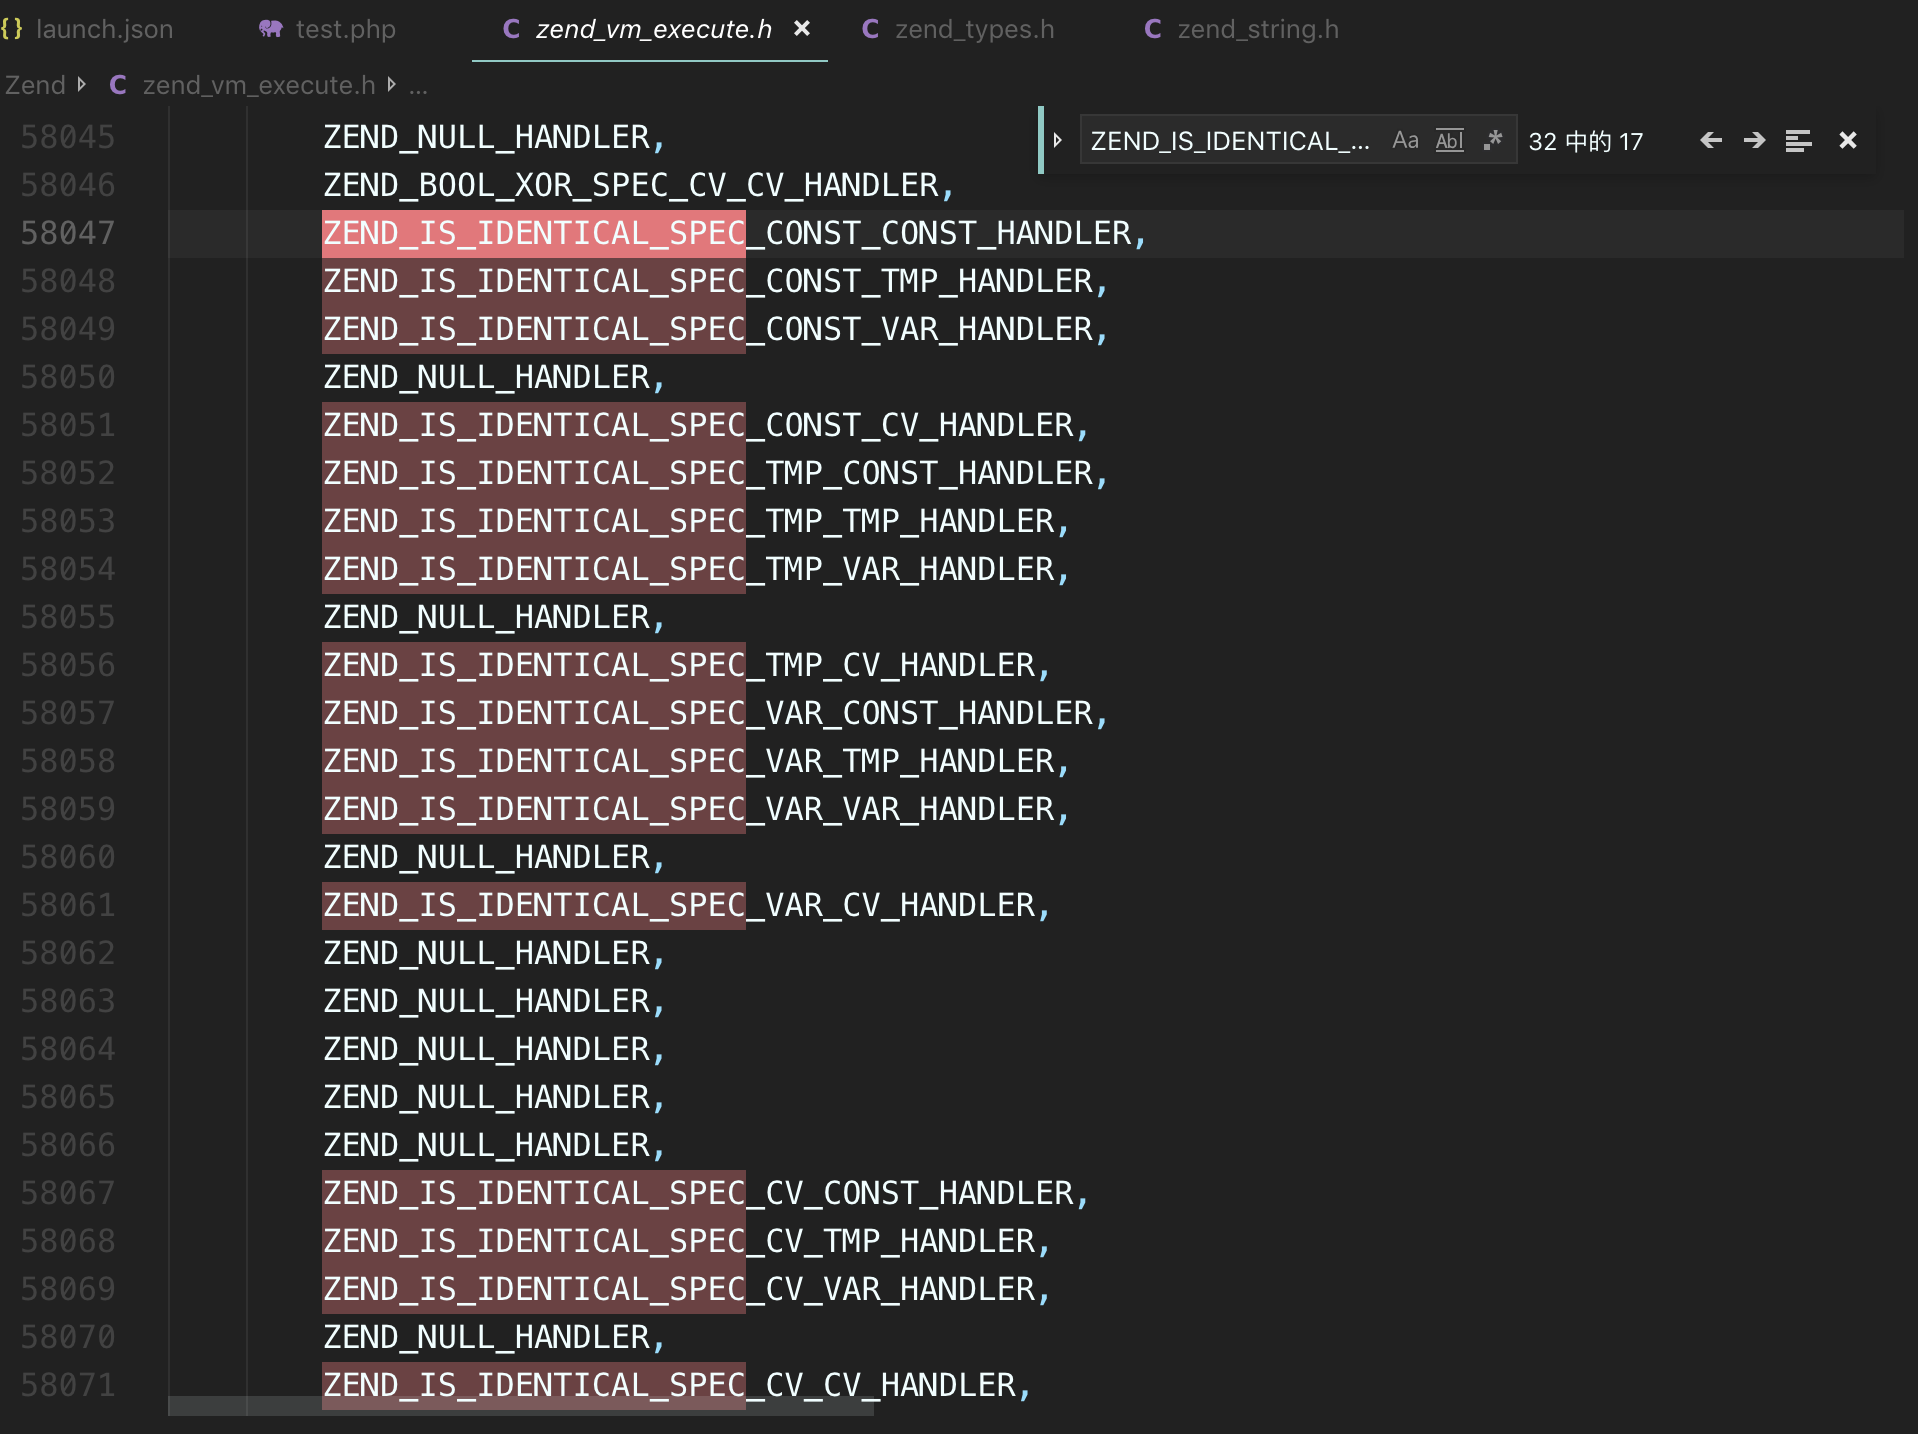 {} launch.json test.php C zend_vm_execute.h × C zend_types.h C zend_string.h
Zend C zend_vm_execute.h ...
ZEND_IS_IDENTICAL_... Aa Abl .* 32 中的 17
58045 ZEND_NULL_HANDLER,
58046 ZEND_BOOL_XOR_SPEC_CV_CV_HANDLER,
58047 ZEND_IS_IDENTICAL_SPEC_CONST_CONST_HANDLER,
58048 ZEND_IS_IDENTICAL_SPEC_CONST_TMP_HANDLER,
58049 ZEND_IS_IDENTICAL_SPEC_CONST_VAR_HANDLER,
58050 ZEND_NULL_HANDLER,
58051 ZEND_IS_IDENTICAL_SPEC_CONST_CV_HANDLER,
58052 ZEND_IS_IDENTICAL_SPEC_TMP_CONST_HANDLER,
58053 ZEND_IS_IDENTICAL_SPEC_TMP_TMP_HANDLER,
58054 ZEND_IS_IDENTICAL_SPEC_TMP_VAR_HANDLER,
58055 ZEND_NULL_HANDLER,
58056 ZEND_IS_IDENTICAL_SPEC_TMP_CV_HANDLER,
58057 ZEND_IS_IDENTICAL_SPEC_VAR_CONST_HANDLER,
58058 ZEND_IS_IDENTICAL_SPEC_VAR_TMP_HANDLER,
58059 ZEND_IS_IDENTICAL_SPEC_VAR_VAR_HANDLER,
58060 ZEND_NULL_HANDLER,
58061 ZEND_IS_IDENTICAL_SPEC_VAR_CV_HANDLER,
58062 ZEND_NULL_HANDLER,
58063 ZEND_NULL_HANDLER,
58064 ZEND_NULL_HANDLER,
58065 ZEND_NULL_HANDLER,
58066 ZEND_NULL_HANDLER,
58067 ZEND_IS_IDENTICAL_SPEC_CV_CONST_HANDLER,
58068 ZEND_IS_IDENTICAL_SPEC_CV_TMP_HANDLER,
58069 ZEND_IS_IDENTICAL_SPEC_CV_VAR_HANDLER,
58070 ZEND_NULL_HANDLER,
58071 ZEND_IS_IDENTICAL_SPEC_CV_CV_HANDLER,